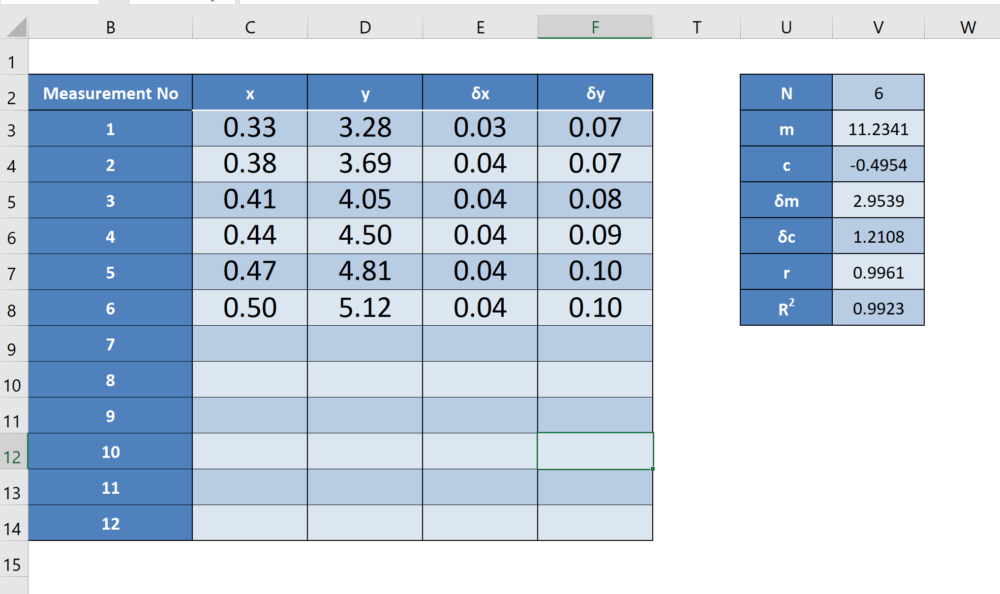 B C D E F T U V W
1
2 Measurement No x y δx δy N 6
3 1 0.33 3.28 0.03 0.07 m 11.2341
4 2 0.38 3.69 0.04 0.07 c -0.4954
5 3 0.41 4.05 0.04 0.08 δm 2.9539
6 4 0.44 4.50 0.04 0.09 δc 1.2108
7 5 0.47 4.81 0.04 0.10 r 0.9961
8 6 0.50 5.12 0.04 0.10 R² 0.9923
9 7
10 8
11 9
12 10
13 11
14 12
15